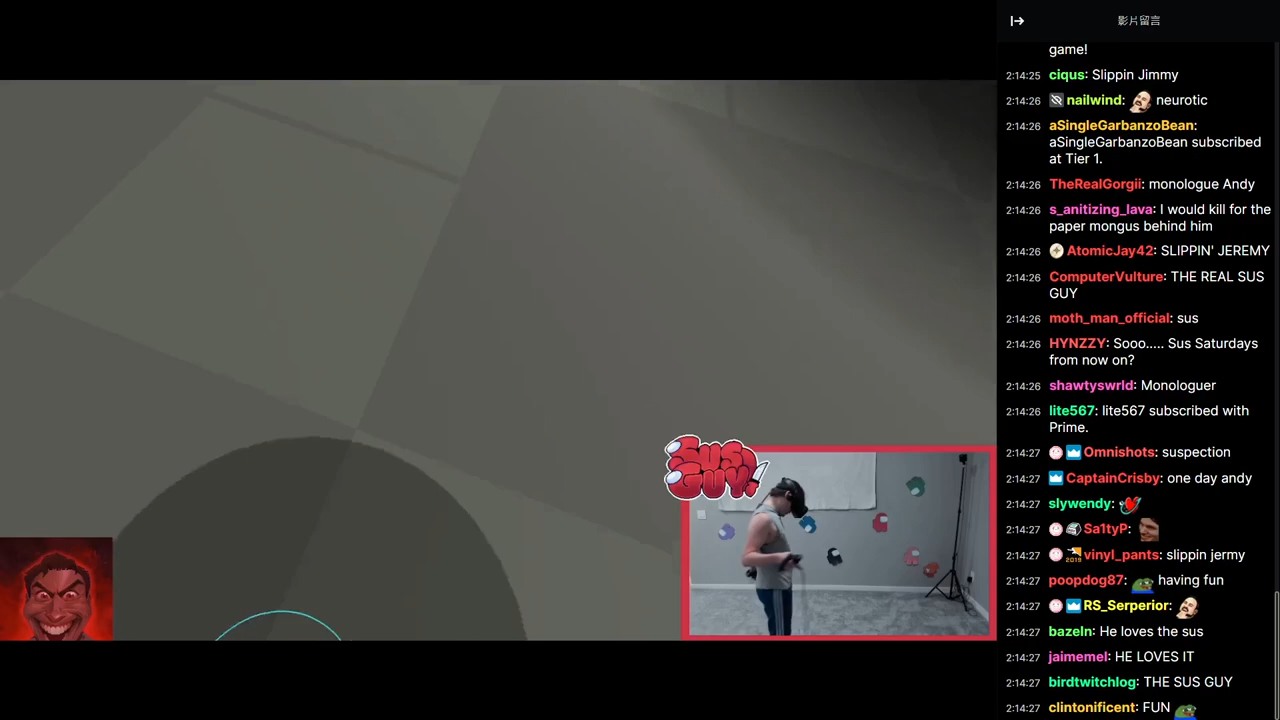 影片留言
game!
2:14:25 ciqus: Slippin Jimmy
2:14:26 nailwind: neurotic
2:14:26 aSingleGarbanzoBean:
aSingleGarbanzoBean subscribed
at Tier 1.
2:14:26 TheRealGorgii: monologue Andy
2:14:26 s_anitizing_lava: I would kill for the
paper mongus behind him
2:14:26 AtomicJay42: SLIPPIN' JEREMY
2:14:26 ComputerVulture: THE REAL SUS
GUY
2:14:26 moth_man_official: sus
2:14:26 HYNZZY: Sooo..... Sus Saturdays
from now on?
2:14:26 shawtyswrld: Monologuer
2:14:26 lite567: lite567 subscribed with
Prime.
2:14:27 Omnishots: suspection
2:14:27 CaptainCrisby: one day andy
2:14:27 slywendy:
2:14:27 Sa1tyP:
2:14:27 2019 vinyl_pants: slippin jermy
2:14:27 poopdog87: having fun
2:14:27 RS_Serperior:
2:14:27 bazeln: He loves the sus
2:14:27 jaimemel: HE LOVES IT
2:14:27 birdtwitchlog: THE SUS GUY
2:14:27 clintonificent: FUN
SUS
GUY!